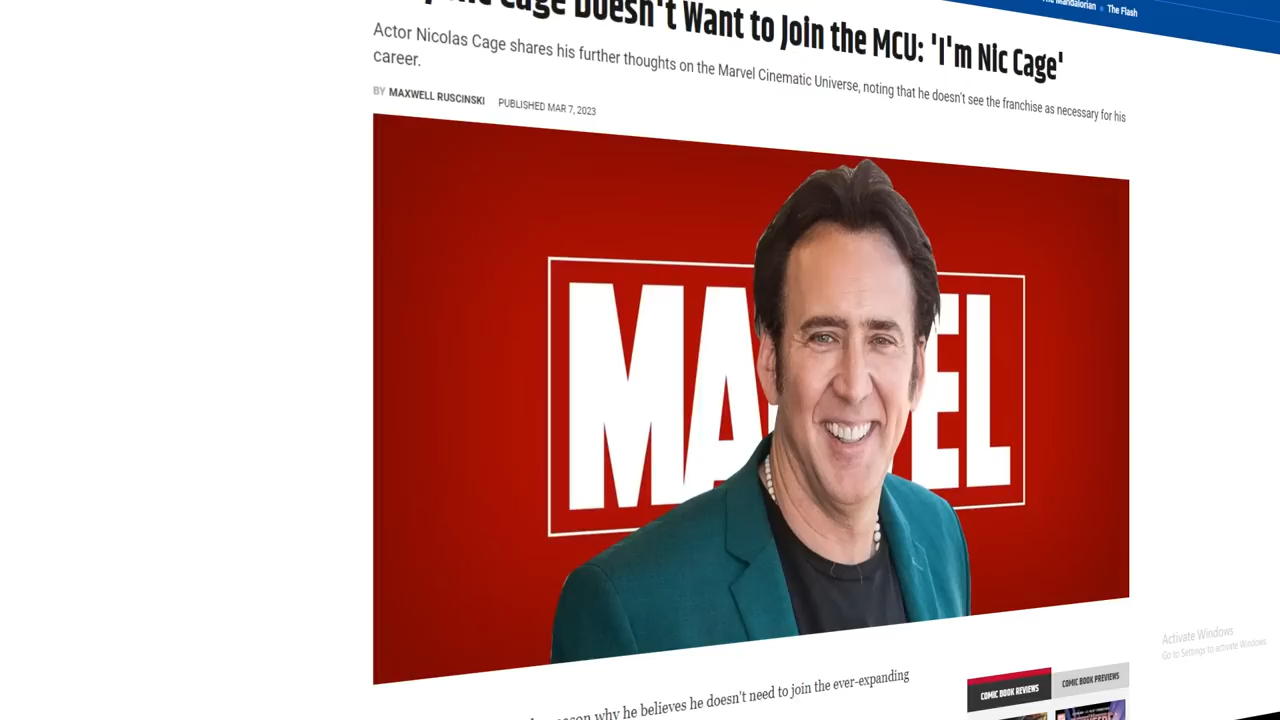 The Mandalorian The Flash
Cage Doesn't Want to Join the MCU: 'I'm Nic Cage'
Actor Nicolas Cage shares his further thoughts on the Marvel Cinematic Universe, noting that he doesn't see the franchise as necessary for his
career.
BY MAXWELL RUSCINSKI PUBLISHED MAR 7, 2023
MA EL
Activate Windows
Go to Settings to activate Windows.
why he believes he doesn't need to join the ever-expanding
COMIC BOOK REVIEWS COMIC BOOK PREVIEWS